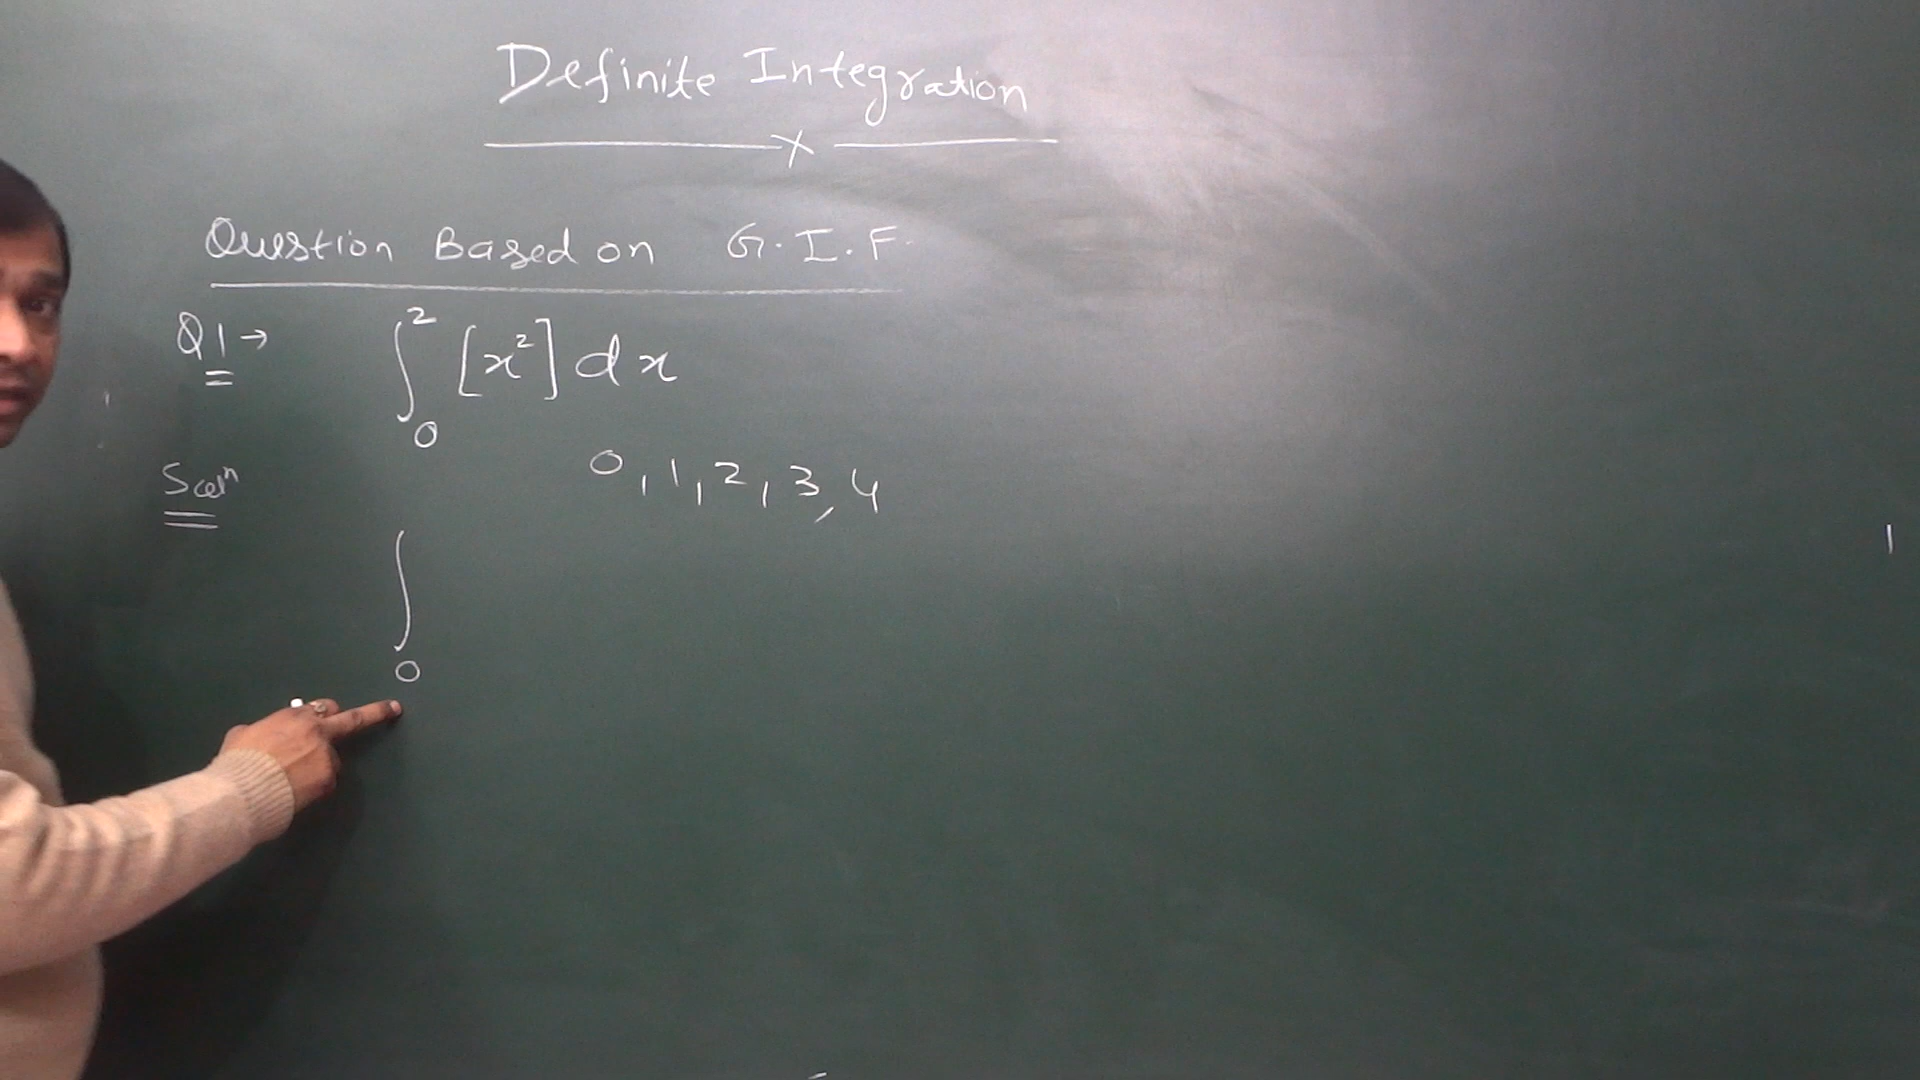 Definite Integration
Question Based on G.I.F.
Q1→ ∫₀² [x²] dx
Solⁿ 0, 1, 2, 3, 4
∫₀